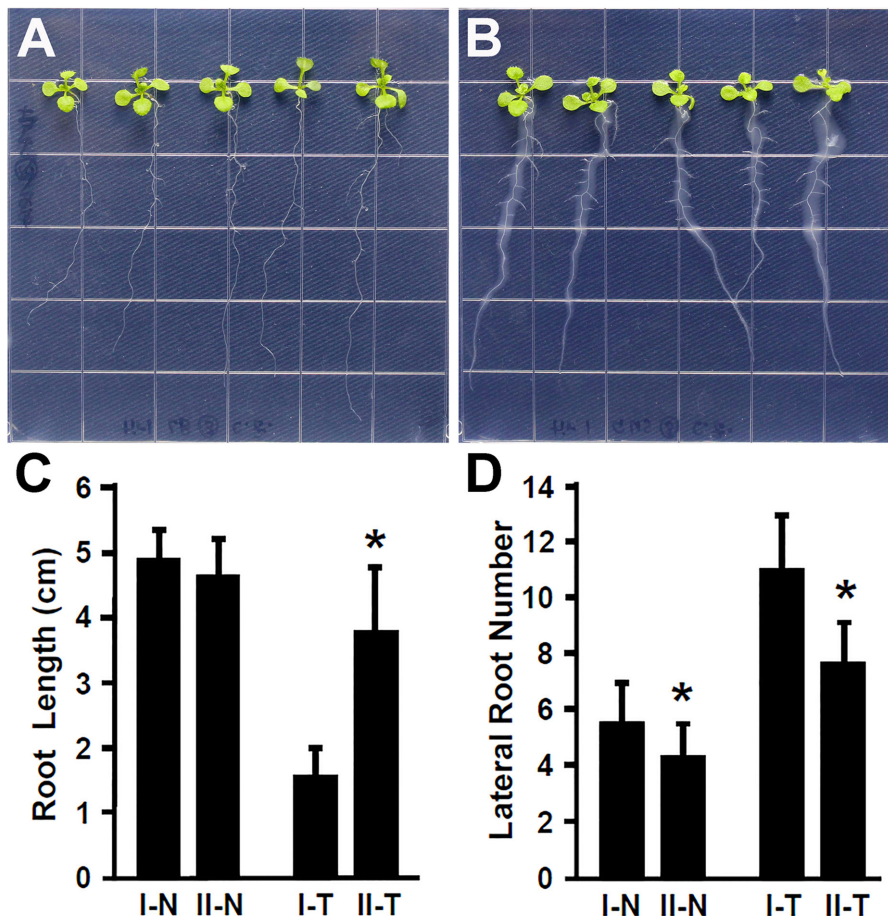 A
B
C
D
6
5
4
3
2
1
0
Root Length (cm)
*
I-N II-N I-T II-T
14
12
10
8
6
4
2
0
Lateral Root Number
*
*
I-N II-N I-T II-T